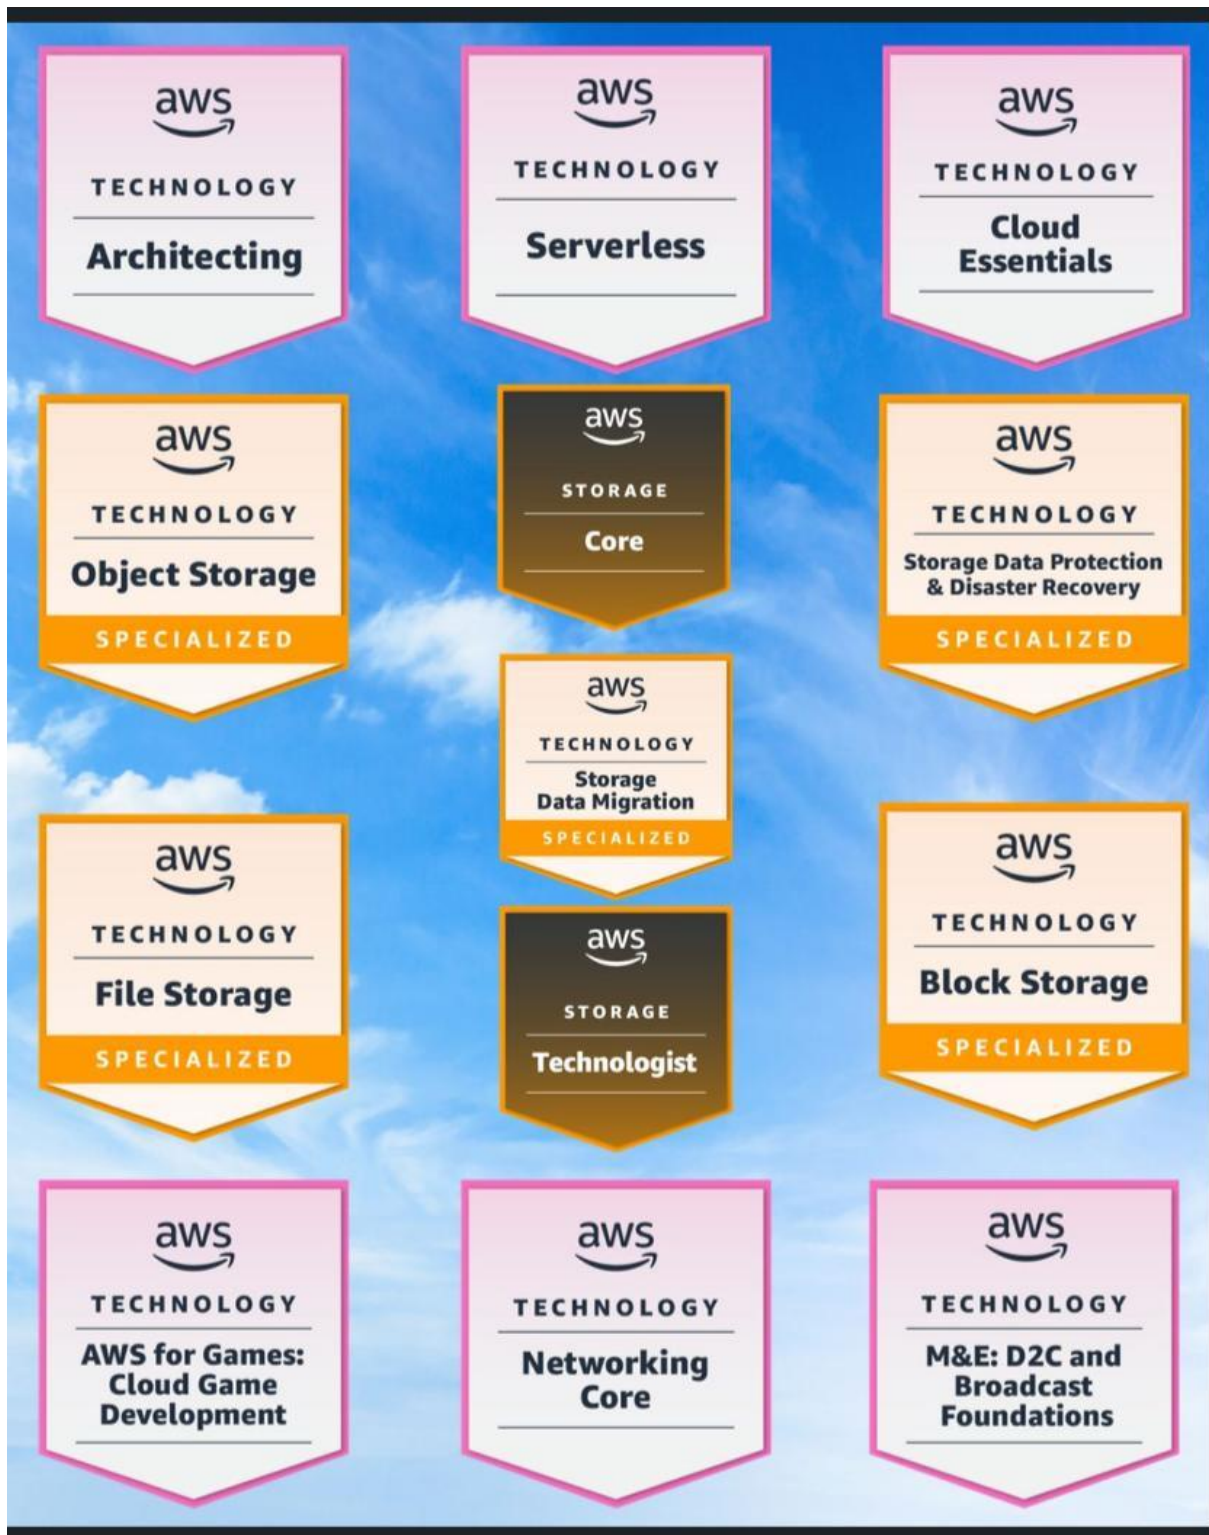 aws
TECHNOLOGY
Architecting
aws
TECHNOLOGY
Serverless
aws
TECHNOLOGY
Cloud
Essentials
aws
TECHNOLOGY
Object Storage
SPECIALIZED
aws
STORAGE
Core
aws
TECHNOLOGY
Storage Data Protection
& Disaster Recovery
SPECIALIZED
aws
TECHNOLOGY
Storage
Data Migration
SPECIALIZED
aws
TECHNOLOGY
File Storage
SPECIALIZED
aws
STORAGE
Technologist
aws
TECHNOLOGY
Block Storage
SPECIALIZED
aws
TECHNOLOGY
AWS for Games:
Cloud Game
Development
aws
TECHNOLOGY
Networking
Core
aws
TECHNOLOGY
M&E: D2C and
Broadcast
Foundations